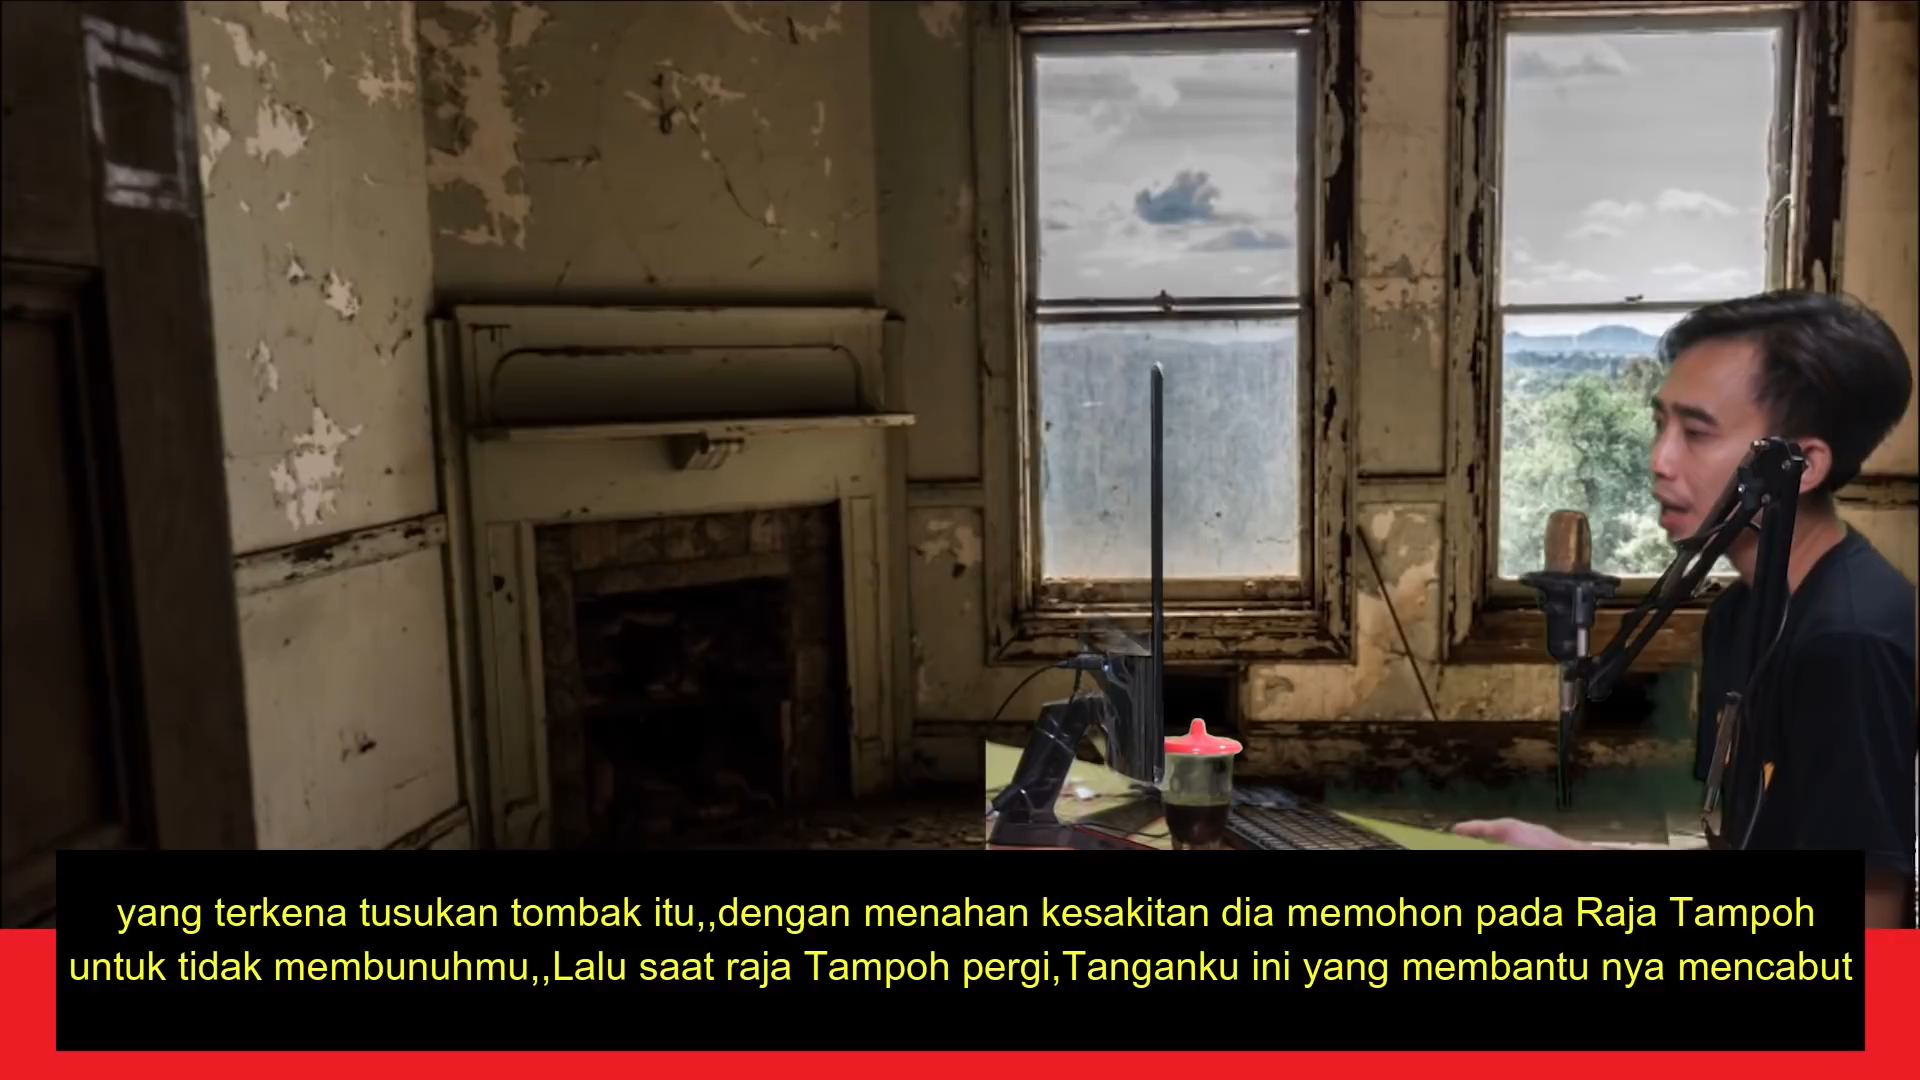 yang terkena tusukan tombak itu,,dengan menahan kesakitan dia memohon pada Raja Tampoh
untuk tidak membunuhmu,,Lalu saat raja Tampoh pergi,Tanganku ini yang membantu nya mencabut